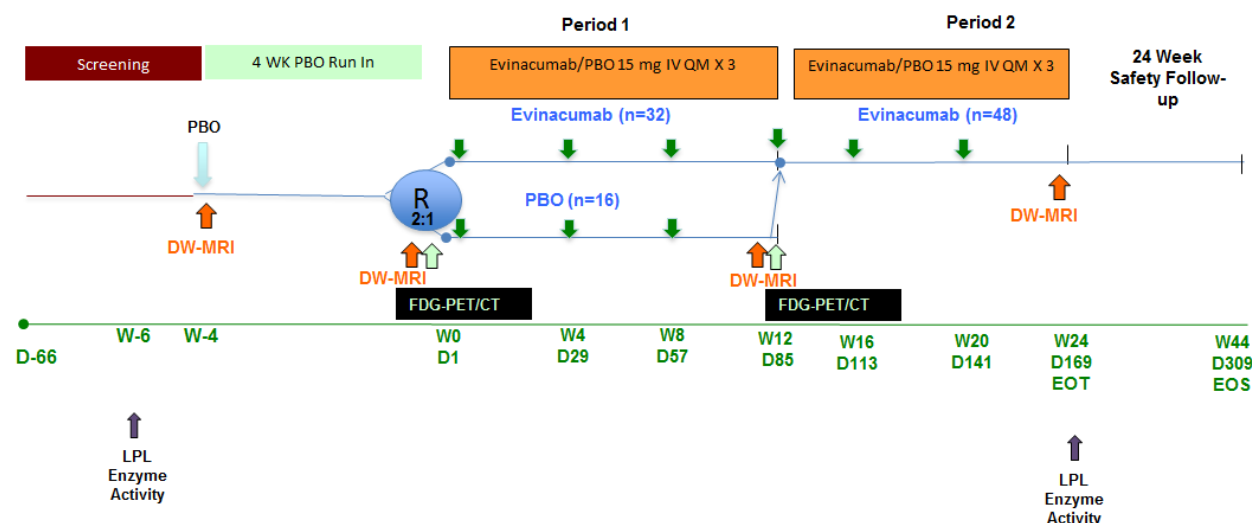 Period 1
Period 2
Screening
4 WK PBO Run In
Evinacumab/PBO 15 mg IV QM X 3
Evinacumab/PBO 15 mg IV QM X 3
24 Week
Safety Follow-
up
PBO
Evinacumab (n=32)
Evinacumab (n=48)
R
2:1
PBO (n=16)
DW-MRI
DW-MRI
DW-MRI
DW-MRI
FDG-PET/CT
FDG-PET/CT
D-66
W-6
W-4
W0
D1
W4
D29
W8
D57
W12
D85
W16
D113
W20
D141
W24
D169
EOT
W44
D309
EOS
LPL
Enzyme
Activity
LPL
Enzyme
Activity